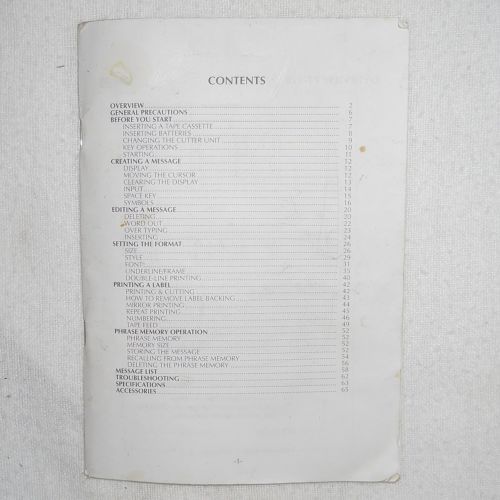 CONTENTS
OVERVIEW 2
GENERAL PRECAUTIONS 6
BEFORE YOU START 7
INSERTING A TAPE CASSETTE 7
INSERTING BATTERIES 8
CHANGING THE CUTTER UNIT 9
KEY OPERATIONS 10
STARTING 11
CREATING A MESSAGE 12
DISPLAY 12
MOVING THE CURSOR 13
CLEARING THE DISPLAY 13
INPUT 14
SPACE KEY 14
SYMBOLS 16
EDITING A MESSAGE 20
DELETING 20
WORD OUT 22
OVER TYPING 23
INSERTING 24
SETTING THE FORMAT 26
SIZE 26
STYLE 29
FONT 31
UNDERLINE/FRAME 35
DOUBLE-LINE PRINTING 40
PRINTING A LABEL 42
PRINTING & CUTTING 42
HOW TO REMOVE LABEL BACKING 43
MIRROR PRINTING 44
REPEAT PRINTING 45
NUMBERING 46
TAPE FEED 49
PHRASE MEMORY OPERATION 52
PHRASE MEMORY 52
MEMORY SIZE 52
STORING THE MESSAGE 52
RECALLING FROM PHRASE MEMORY 54
DELETING THE PHRASE MEMORY 56
MESSAGE LIST 58
TROUBLESHOOTING 62
SPECIFICATIONS 63
ACCESSORIES 65
-1-